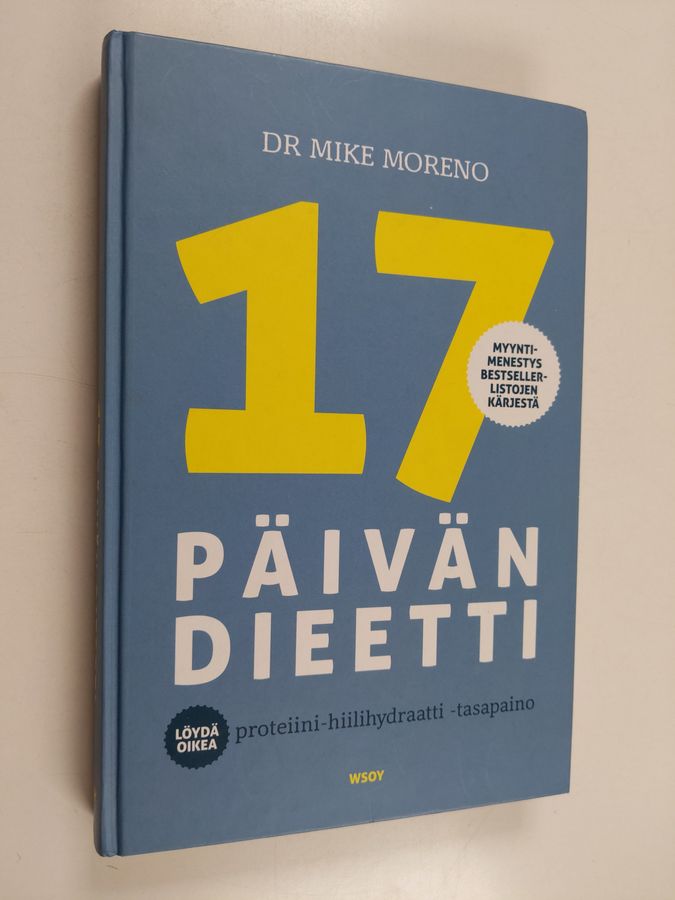 DR MIKE MORENO
17
MYYNTI-
MENESTYS
BESTSELLER-
LISTOJEN
KÄRJESTÄ
PÄIVÄN
DIEETTI
LÖYDÄ
OIKEA
proteiini-hiilihydraatti -tasapaino
WSOY